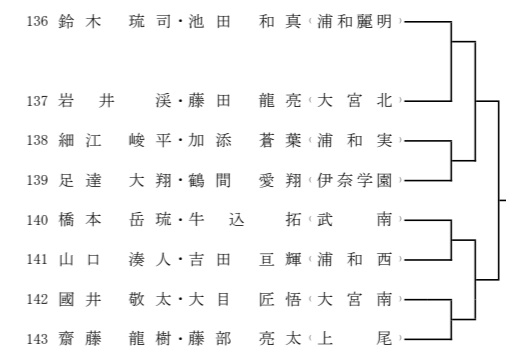 136 鈴木 琉司・池田 和真（浦和麗明）
137 岩井 渓・藤田 龍亮（大宮北）
138 細江 峻平・加添 蒼葉（浦和実）
139 足達 大翔・鶴間 愛翔（伊奈学園）
140 橋本 岳琉・牛込 拓（武南）
141 山口 湊人・吉田 亘輝（浦和西）
142 國井 敬太・大目 匠悟（大宮南）
143 齋藤 龍樹・藤部 亮太（上尾）